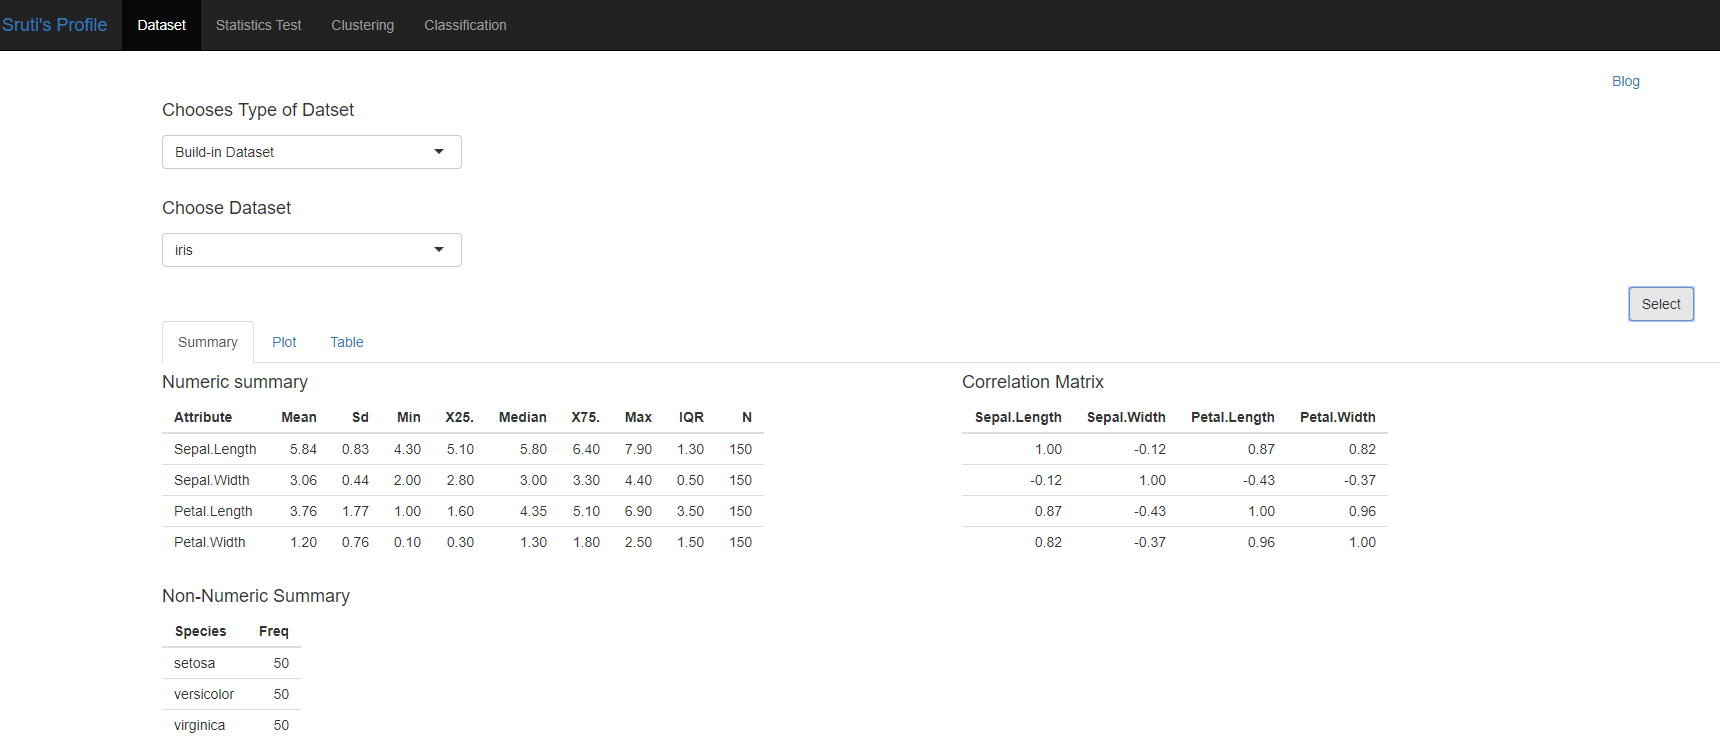 Sruti's Profile Dataset Statistics Test Clustering Classification
Blog
Chooses Type of Datset
Build-in Dataset
Choose Dataset
iris
Select
Summary Plot Table
Numeric summary
Attribute Mean Sd Min X25. Median X75. Max IQR N
Sepal.Length 5.84 0.83 4.30 5.10 5.80 6.40 7.90 1.30 150
Sepal.Width 3.06 0.44 2.00 2.80 3.00 3.30 4.40 0.50 150
Petal.Length 3.76 1.77 1.00 1.60 4.35 5.10 6.90 3.50 150
Petal.Width 1.20 0.76 0.10 0.30 1.30 1.80 2.50 1.50 150
Correlation Matrix
Sepal.Length Sepal.Width Petal.Length Petal.Width
1.00 -0.12 0.87 0.82
-0.12 1.00 -0.43 -0.37
0.87 -0.43 1.00 0.96
0.82 -0.37 0.96 1.00
Non-Numeric Summary
Species Freq
setosa 50
versicolor 50
virginica 50